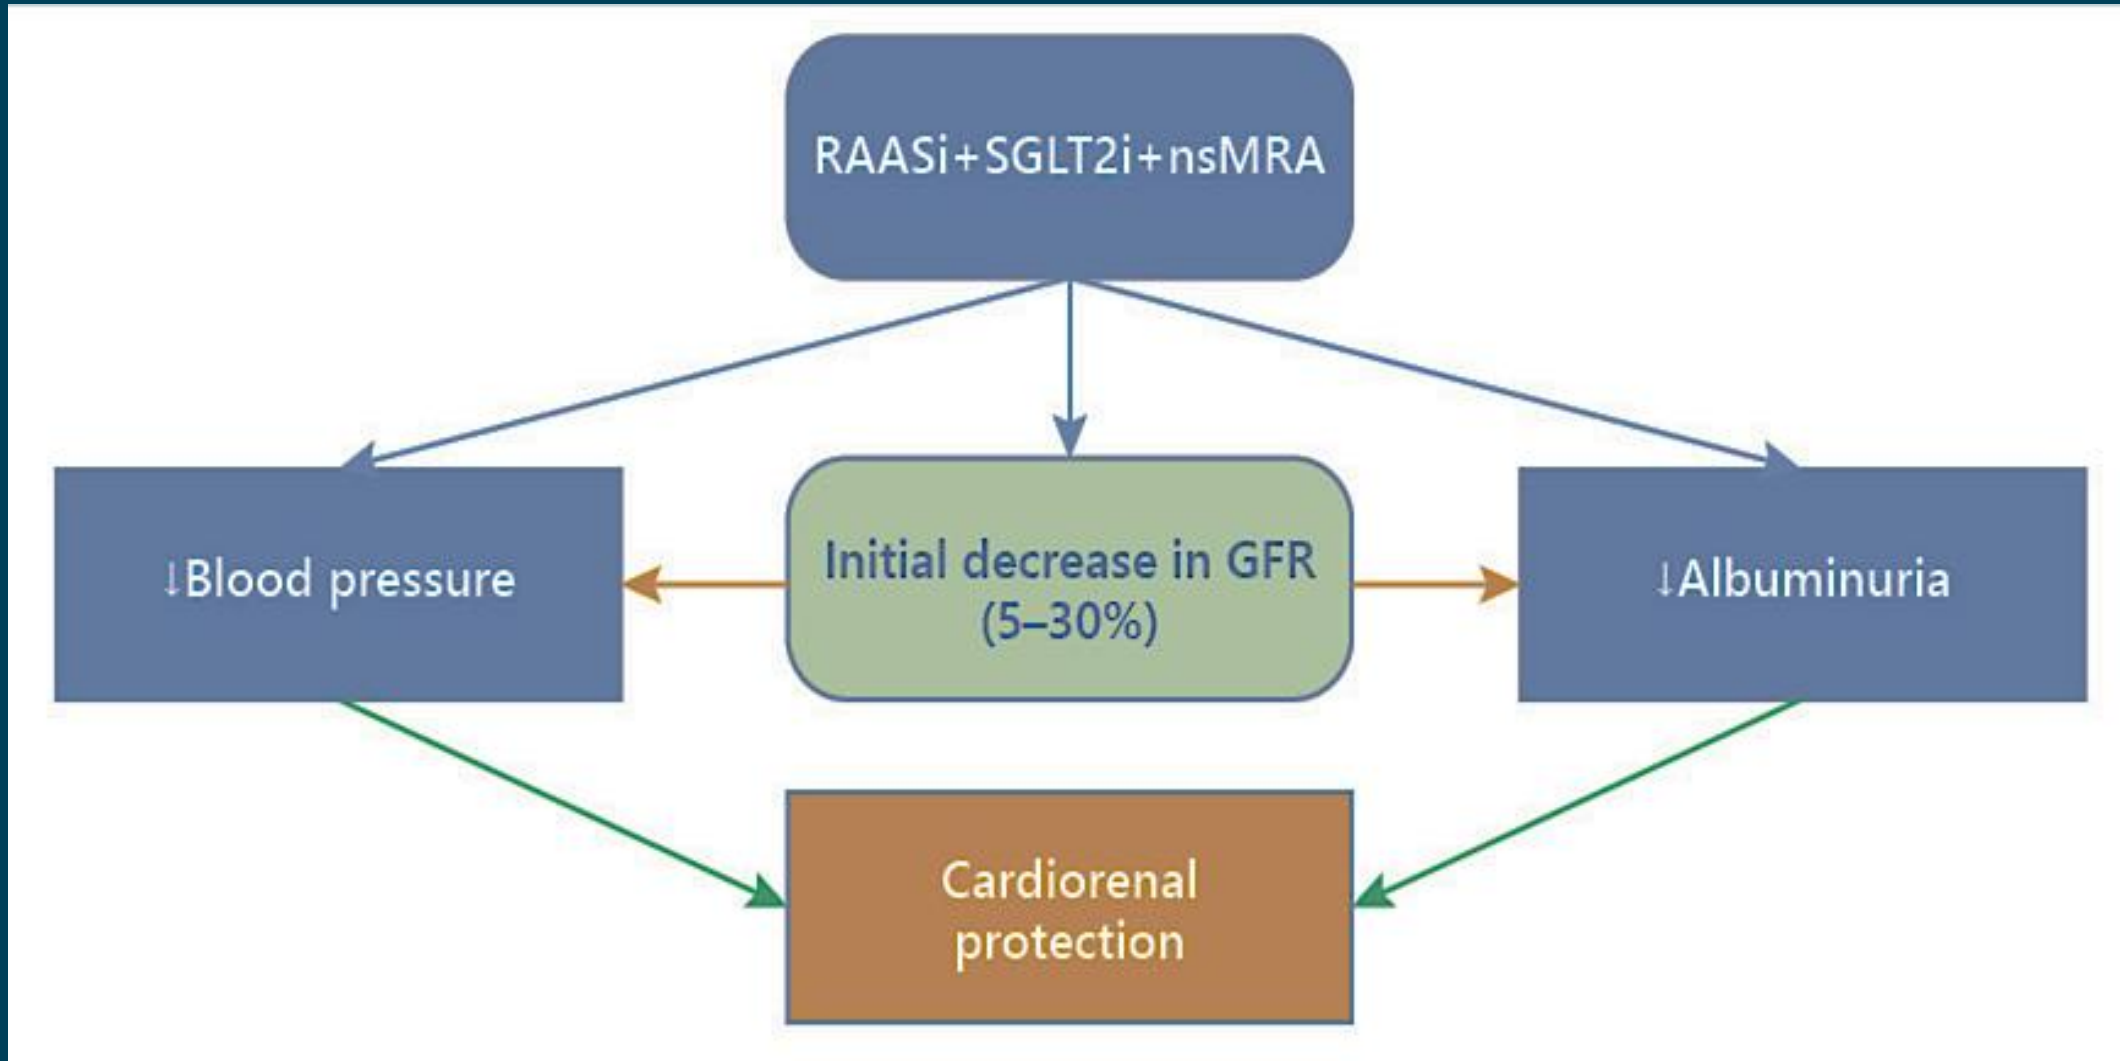 RAASi+SGLT2i+nsMRA
↓Blood pressure
Initial decrease in GFR
(5–30%)
↓Albuminuria
Cardiorenal
protection